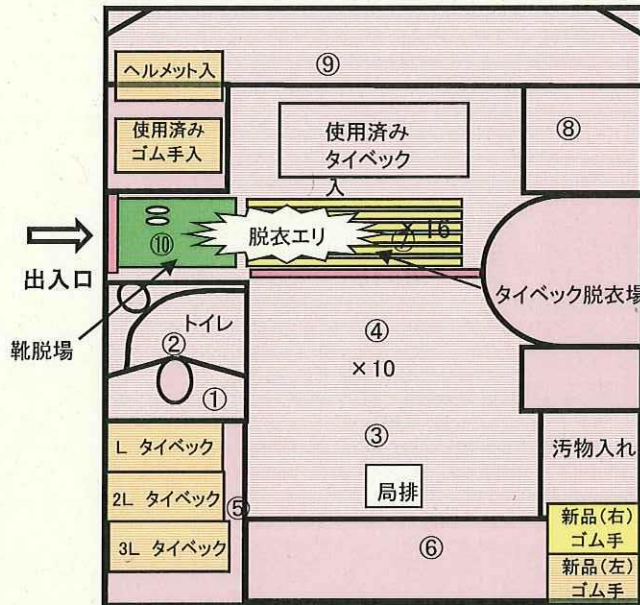 ⑨
ヘルメット入
使用済み
ゴム手入
使用済み
タイベック
入
⑧
出入口
⑩
脱衣エリ
× 16
⑦
タイベック脱衣場
靴脱場
トイレ
②
①
④
×10
③
局排
L タイベック
2L タイベック
3L タイベック
⑤
⑥
汚物入れ
新品(右)
ゴム手
新品(左)
ゴム手